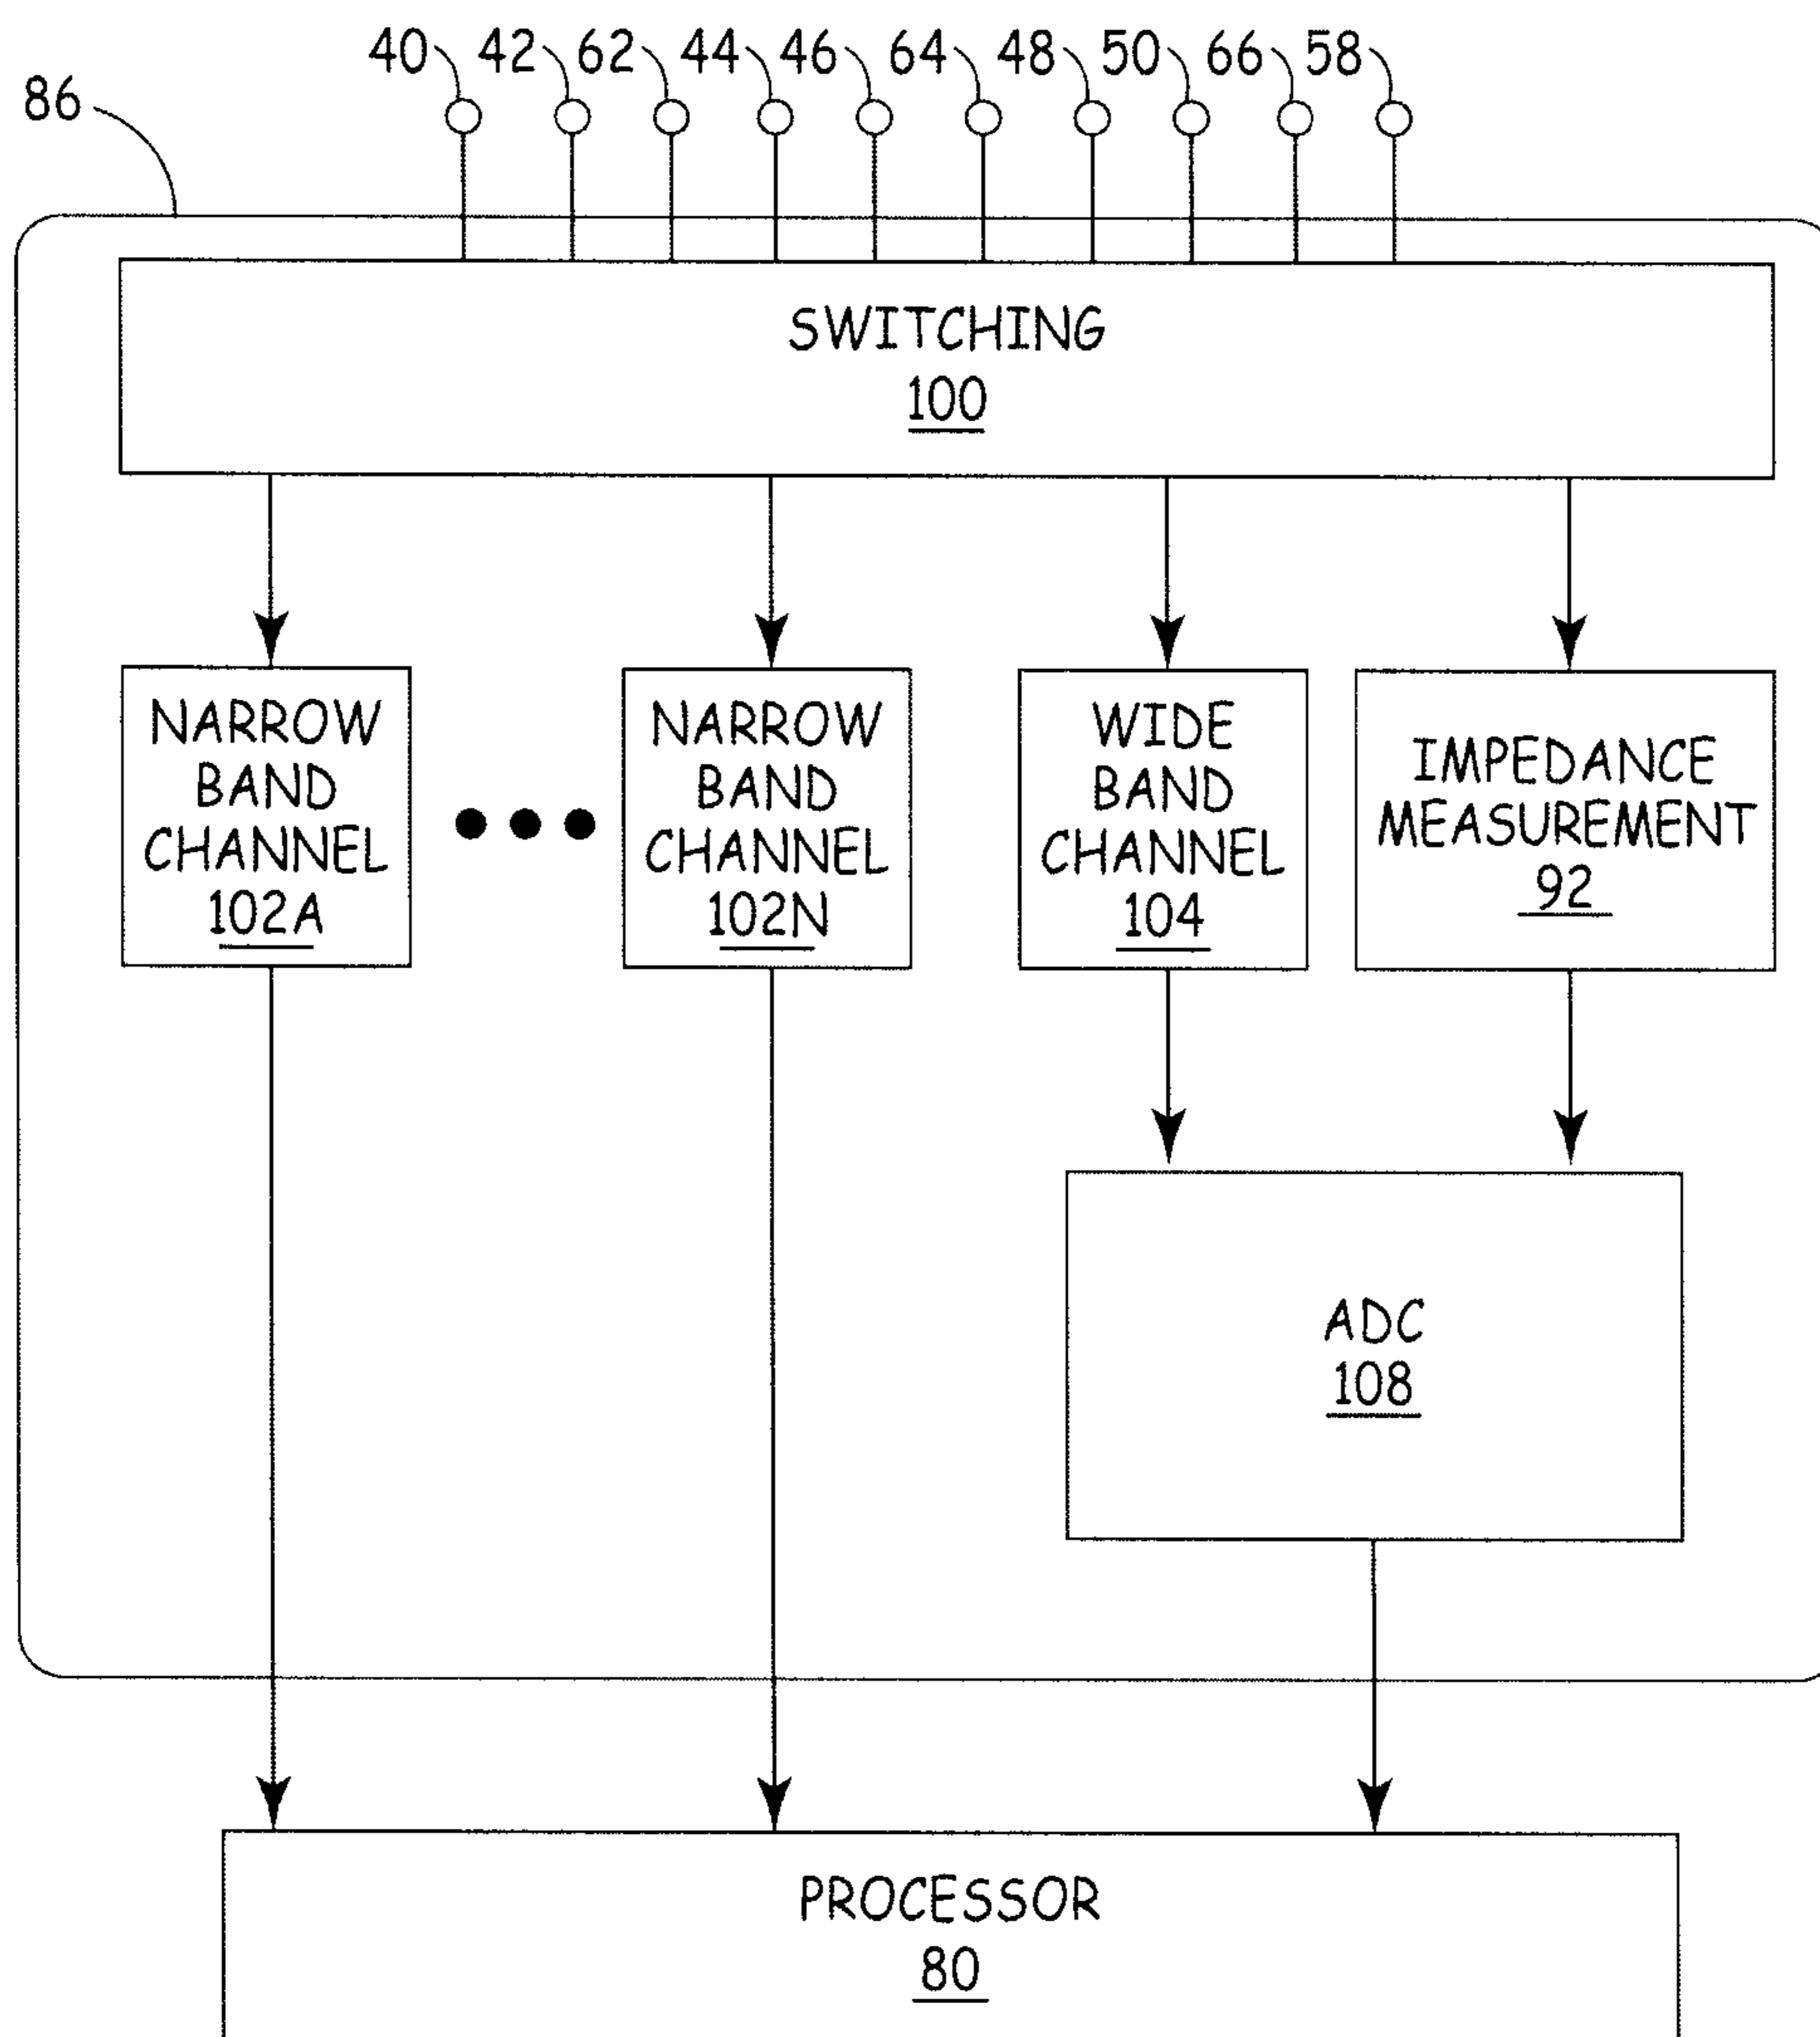 40 42 62 44 46 64 48 50 66 58
86
SWITCHING
100
NARROW
BAND
CHANNEL
102A
NARROW
BAND
CHANNEL
102N
WIDE
BAND
CHANNEL
104
IMPEDANCE
MEASUREMENT
92
ADC
108
PROCESSOR
80